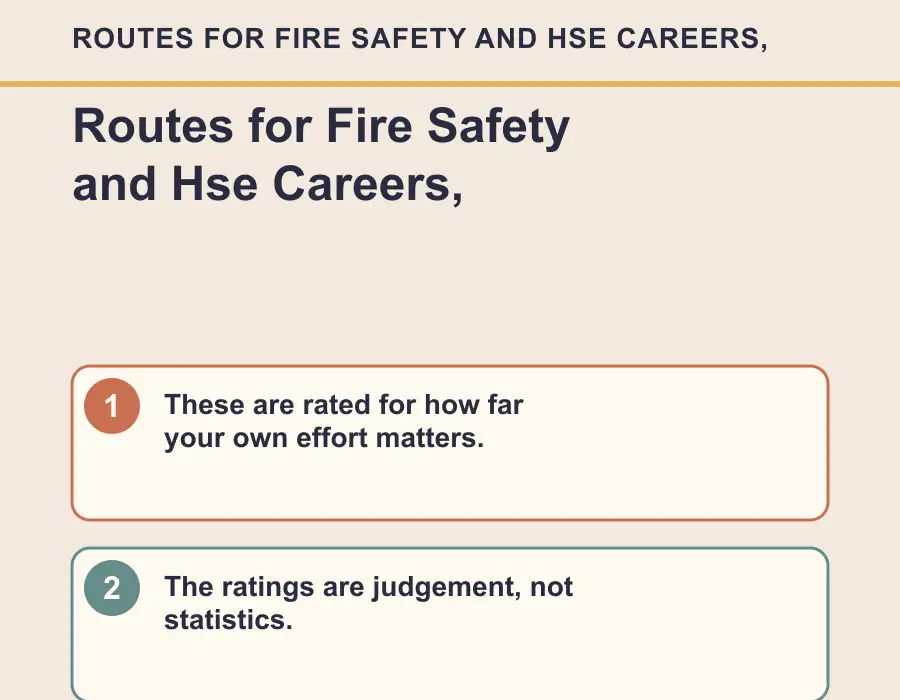 ROUTES FOR FIRE SAFETY AND HSE CAREERS,
Routes for Fire Safety
and Hse Careers,
1
These are rated for how far
your own effort matters.
2
The ratings are judgement, not
statistics.